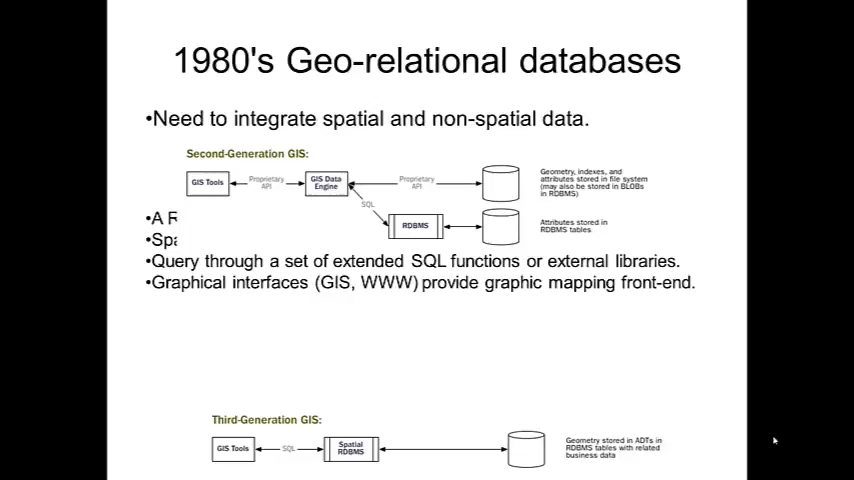 1980's Geo-relational databases
•Need to integrate spatial and non-spatial data.
Second-Generation GIS:
GIS Tools
Proprietary
API
GIS Data
Engine
Proprietary
API
Geometry, indexes, and
attributes stored in file system
(may also be stored in BLOBs
in RDBMS)
SQL
RDBMS
Attributes stored in
RDBMS tables
•A R
•Spa
•Query through a set of extended SQL functions or external libraries.
•Graphical interfaces (GIS, WWW) provide graphic mapping front-end.
Third-Generation GIS:
GIS Tools
SQL
Spatial
RDBMS
Geometry stored in ADTs in
RDBMS tables with related
business data